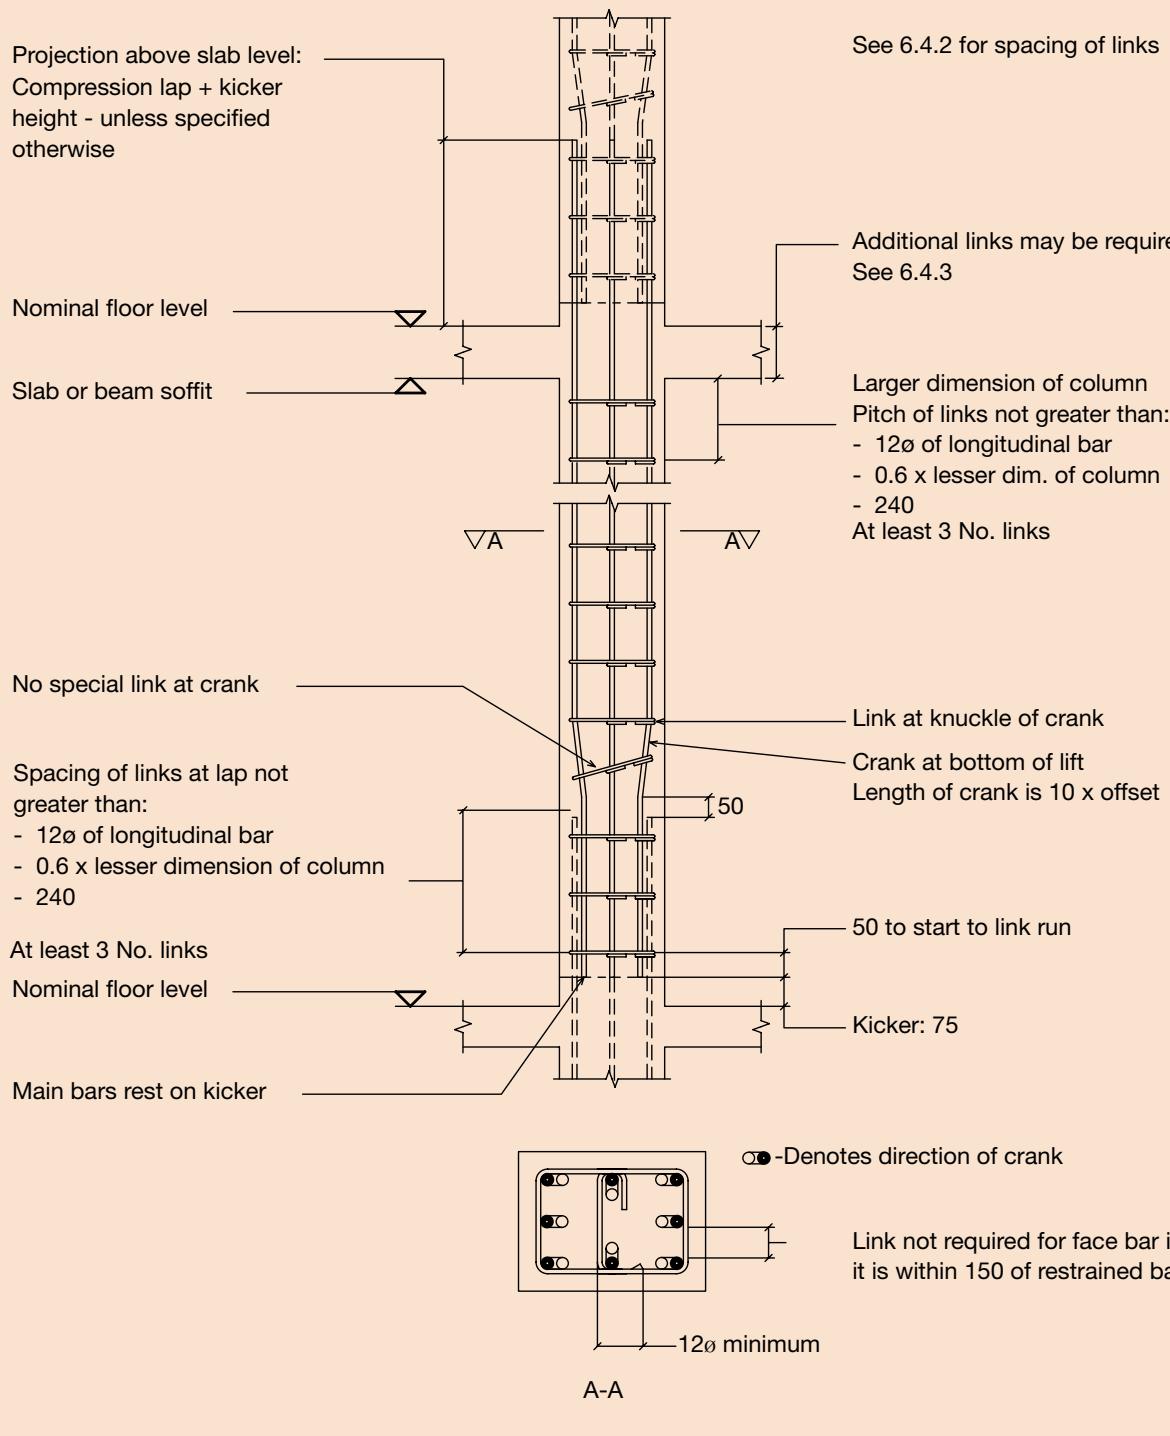 Projection above slab level:
Compression lap + kicker
height - unless specified
otherwise
See 6.4.2 for spacing of links
Additional links may be require
See 6.4.3
Nominal floor level
Slab or beam soffit
Larger dimension of column
Pitch of links not greater than:
- 12ø of longitudinal bar
- 0.6 x lesser dim. of column
- 240
At least 3 No. links
A
A
No special link at crank
Link at knuckle of crank
Crank at bottom of lift
Length of crank is 10 x offset
Spacing of links at lap not
greater than:
- 12ø of longitudinal bar
- 0.6 x lesser dimension of column
- 240
50
At least 3 No. links
50 to start to link run
Nominal floor level
Kicker: 75
Main bars rest on kicker
-Denotes direction of crank
Link not required for face bar i
it is within 150 of restrained ba
12ø minimum
A-A